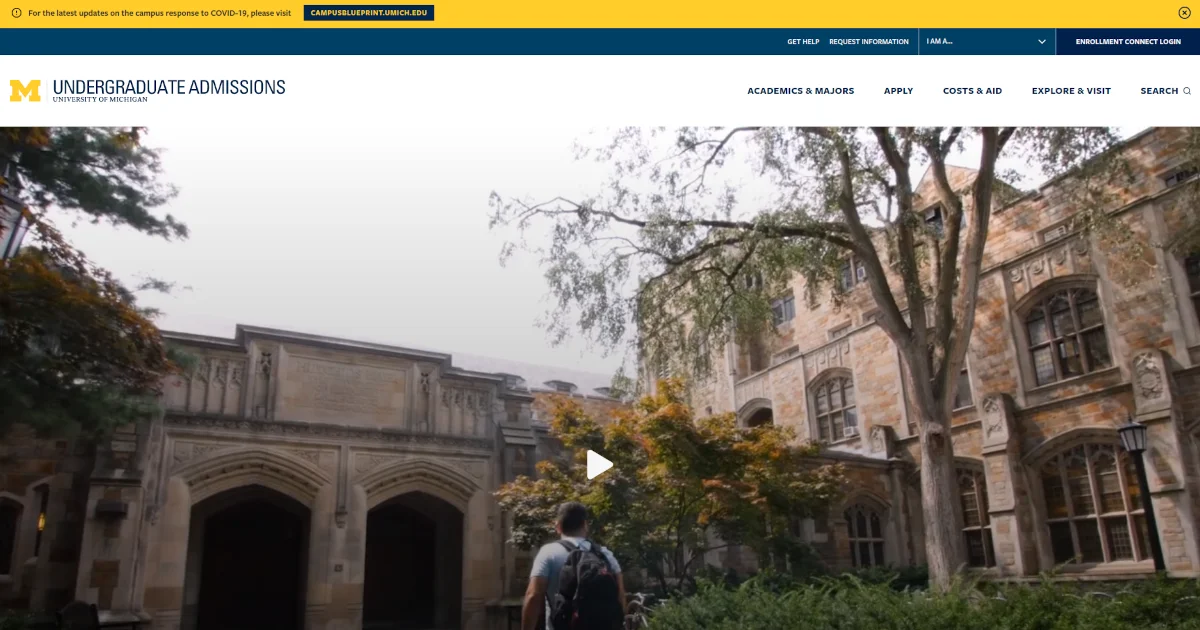 For the latest updates on the campus response to COVID-19, please visit CAMPUSBLUEPRINT.UMICH.EDU
GET HELP REQUEST INFORMATION I AM A... ENROLLMENT CONNECT LOGIN
M UNDERGRADUATE ADMISSIONS
UNIVERSITY OF MICHIGAN
ACADEMICS & MAJORS APPLY COSTS & AID EXPLORE & VISIT SEARCH